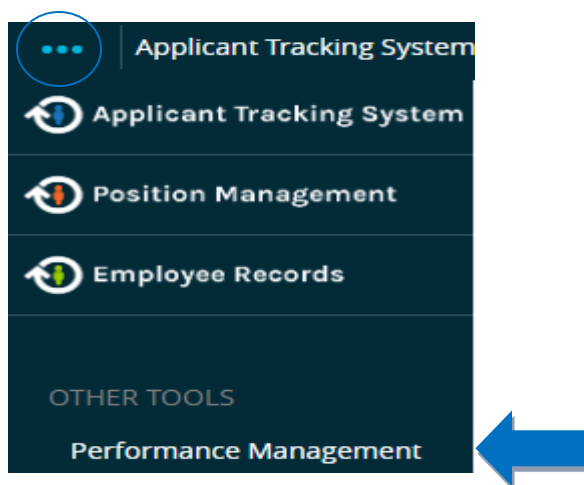 Applicant Tracking System
Applicant Tracking System
Position Management
Employee Records
OTHER TOOLS
Performance Management